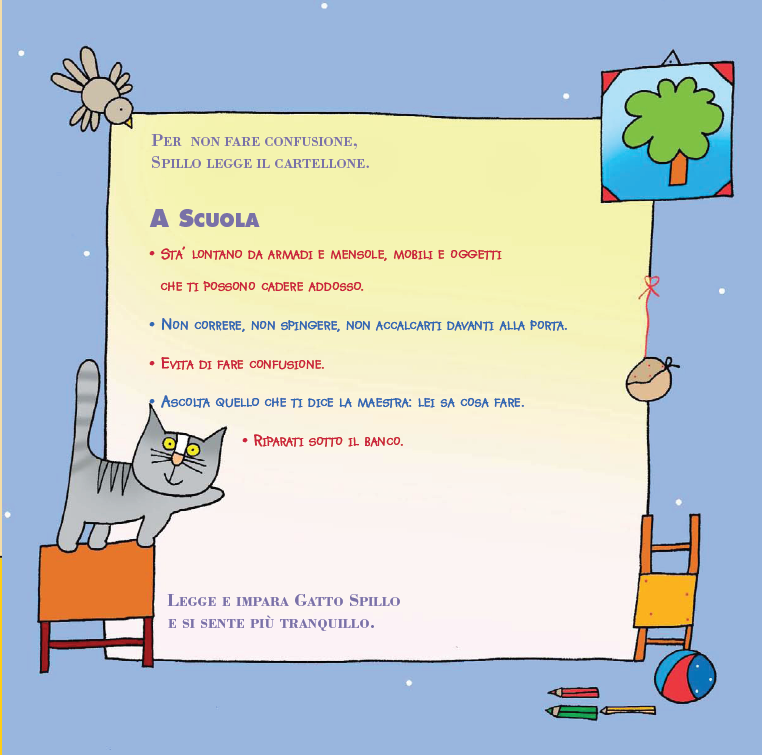 Per non fare confusione,
Spillo legge il cartellone.
A Scuola
• Sta' lontano da armadi e mensole, mobili e oggetti
che ti possono cadere addosso.
• Non correre, non spingere, non accalcarti davanti alla porta.
• Evita di fare confusione.
• Ascolta quello che ti dice la maestra: lei sa cosa fare.
• Riparati sotto il banco.
Legge e impara Gatto Spillo
e si sente più tranquillo.